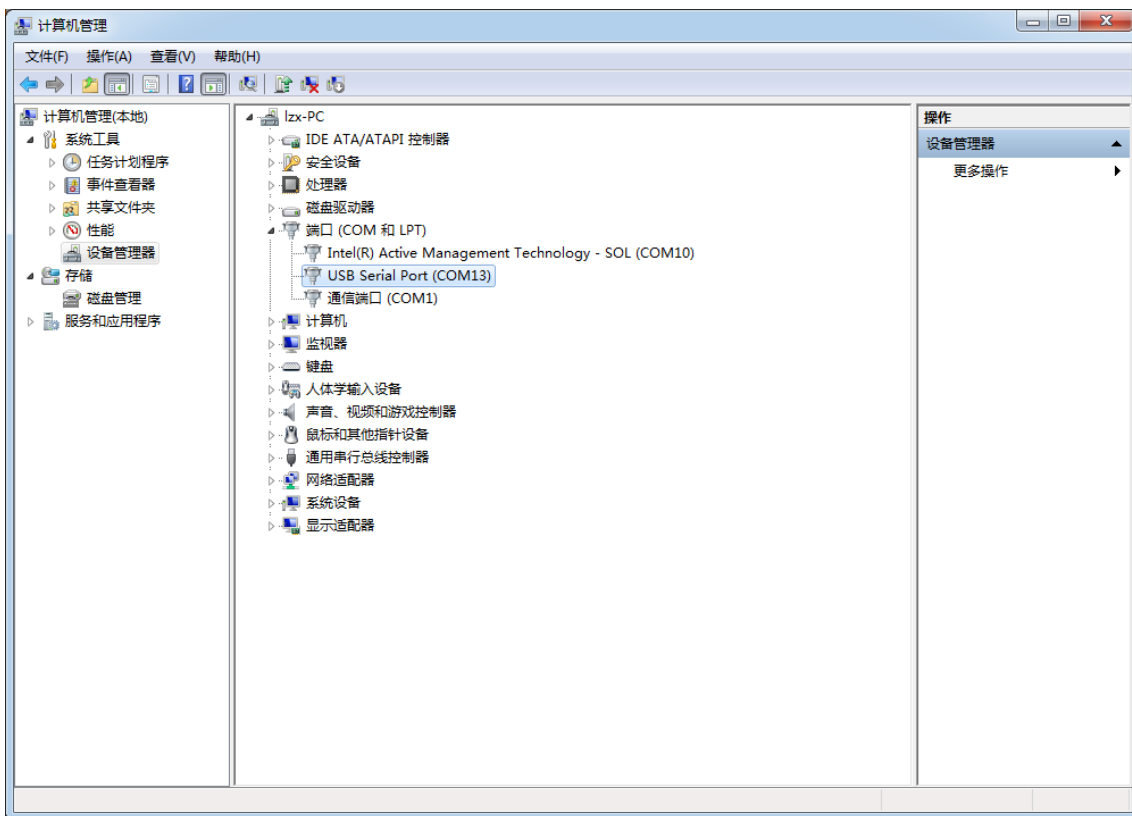 计算机管理
文件(F) 操作(A) 查看(V) 帮助(H)
计算机管理(本地)
系统工具
任务计划程序
事件查看器
共享文件夹
性能
设备管理器
存储
磁盘管理
服务和应用程序
lzx-PC
IDE ATA/ATAPI 控制器
安全设备
处理器
磁盘驱动器
端口 (COM 和 LPT)
Intel(R) Active Management Technology - SOL (COM10)
USB Serial Port (COM13)
通信端口 (COM1)
计算机
监视器
键盘
人体学输入设备
声音、视频和游戏控制器
鼠标和其他指针设备
通用串行总线控制器
网络适配器
系统设备
显示适配器
操作
设备管理器
更多操作